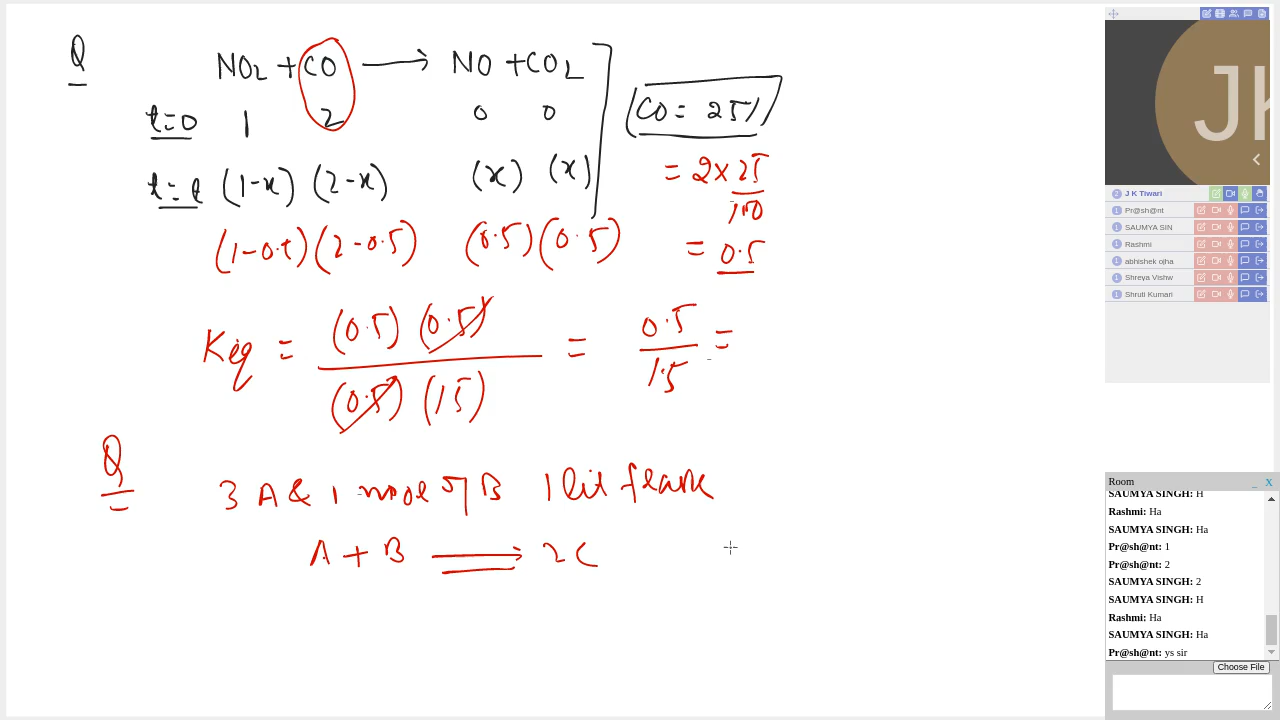 Q
NO2 + CO → NO + CO2
t=0 1 2 0 0
CO = 25%
t=t (1-x) (2-x) (x) (x)
= 2 × 25/100
(1-0.5) (2-0.5) (0.5) (0.5)
= 0.5
Keq = (0.5) (0.5) / (0.5) (1.5) = 0.5/1.5 =
Q
3 A & 1 mole of B 1 lit flask
A + B 2C
JK
J K Tiwari
Pr@sh@nt
SAUMYA SIN
Rashmi
abhishek ojha
Shreya Vishw
Shruti Kumari
Room _ X
SAUMYA SINGH: H
Rashmi: Ha
SAUMYA SINGH: Ha
Pr@sh@nt: 1
Pr@sh@nt: 2
SAUMYA SINGH: 2
SAUMYA SINGH: H
Rashmi: Ha
SAUMYA SINGH: Ha
Pr@sh@nt: ys sir
Choose File